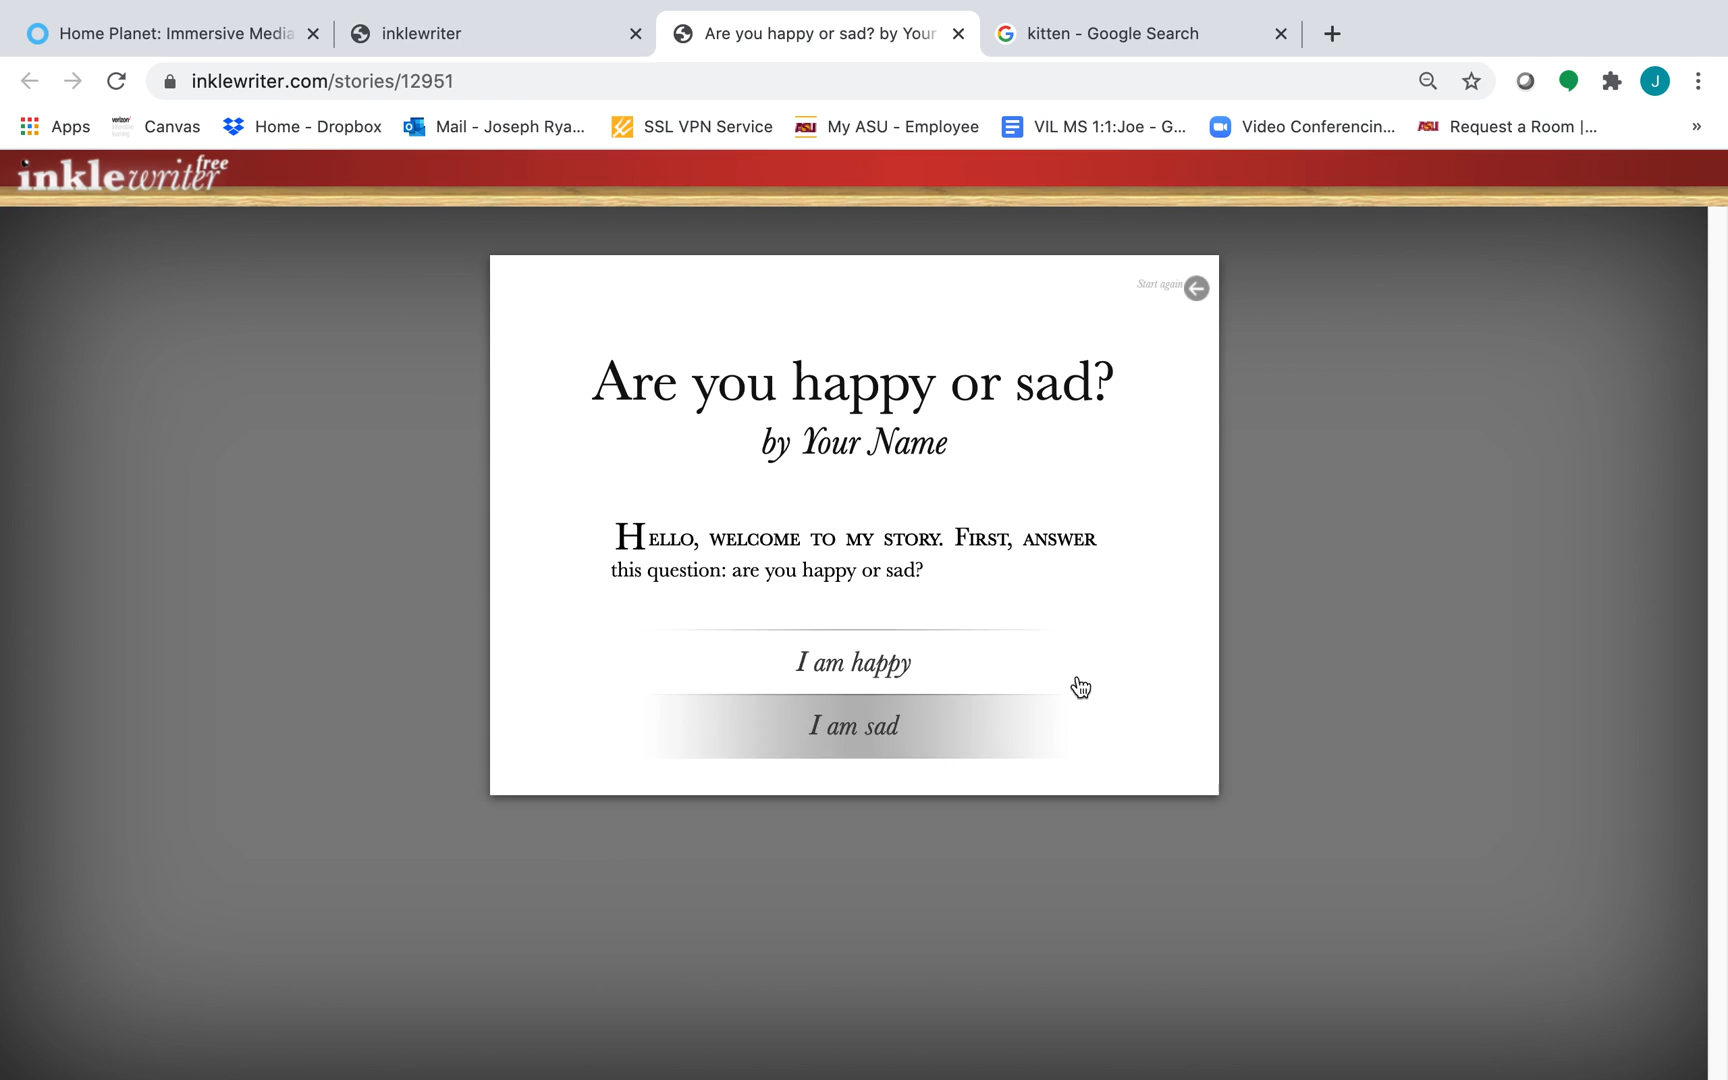 Home Planet: Immersive Media
inklewriter
Are you happy or sad? by Your
kitten - Google Search
inklewriter.com/stories/12951
J
Apps
verizon
Canvas
Home - Dropbox
Mail - Joseph Rya...
SSL VPN Service
ASU
My ASU - Employee
VIL MS 1:1:Joe - G...
Video Conferencin...
ASU
Request a Room |...
»
inklewriter free
Start again
Are you happy or sad?
by Your Name
Hello, welcome to my story. First, answer
this question: are you happy or sad?
I am happy
I am sad